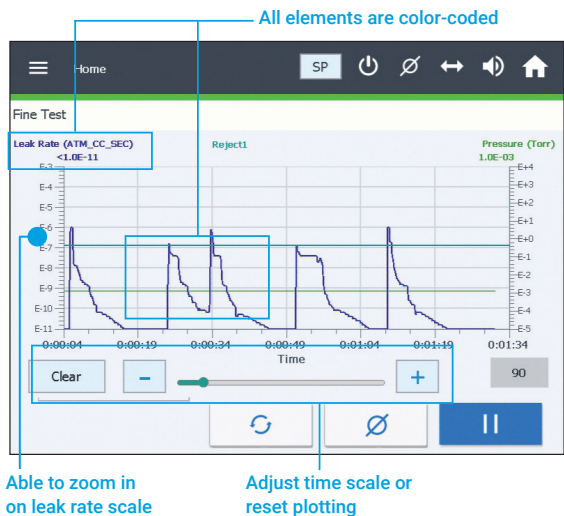 All elements are color-coded
Home
SP
Fine Test
Leak Rate (ATM_CC_SEC)
<1.0E-11
Reject1
Pressure (Torr)
1.0E-03
E-3
E-4
E-5
E-6
E-7
E-8
E-9
E-10
E-11
E+4
E+3
E+2
E+1
E+0
E-1
E-2
E-3
E-4
E-5
0:00:04 0:00:19 0:00:34 0:00:49 0:01:04 0:01:19 0:01:34
Time
Clear
-
+
90
Able to zoom in
on leak rate scale
Adjust time scale or
reset plotting